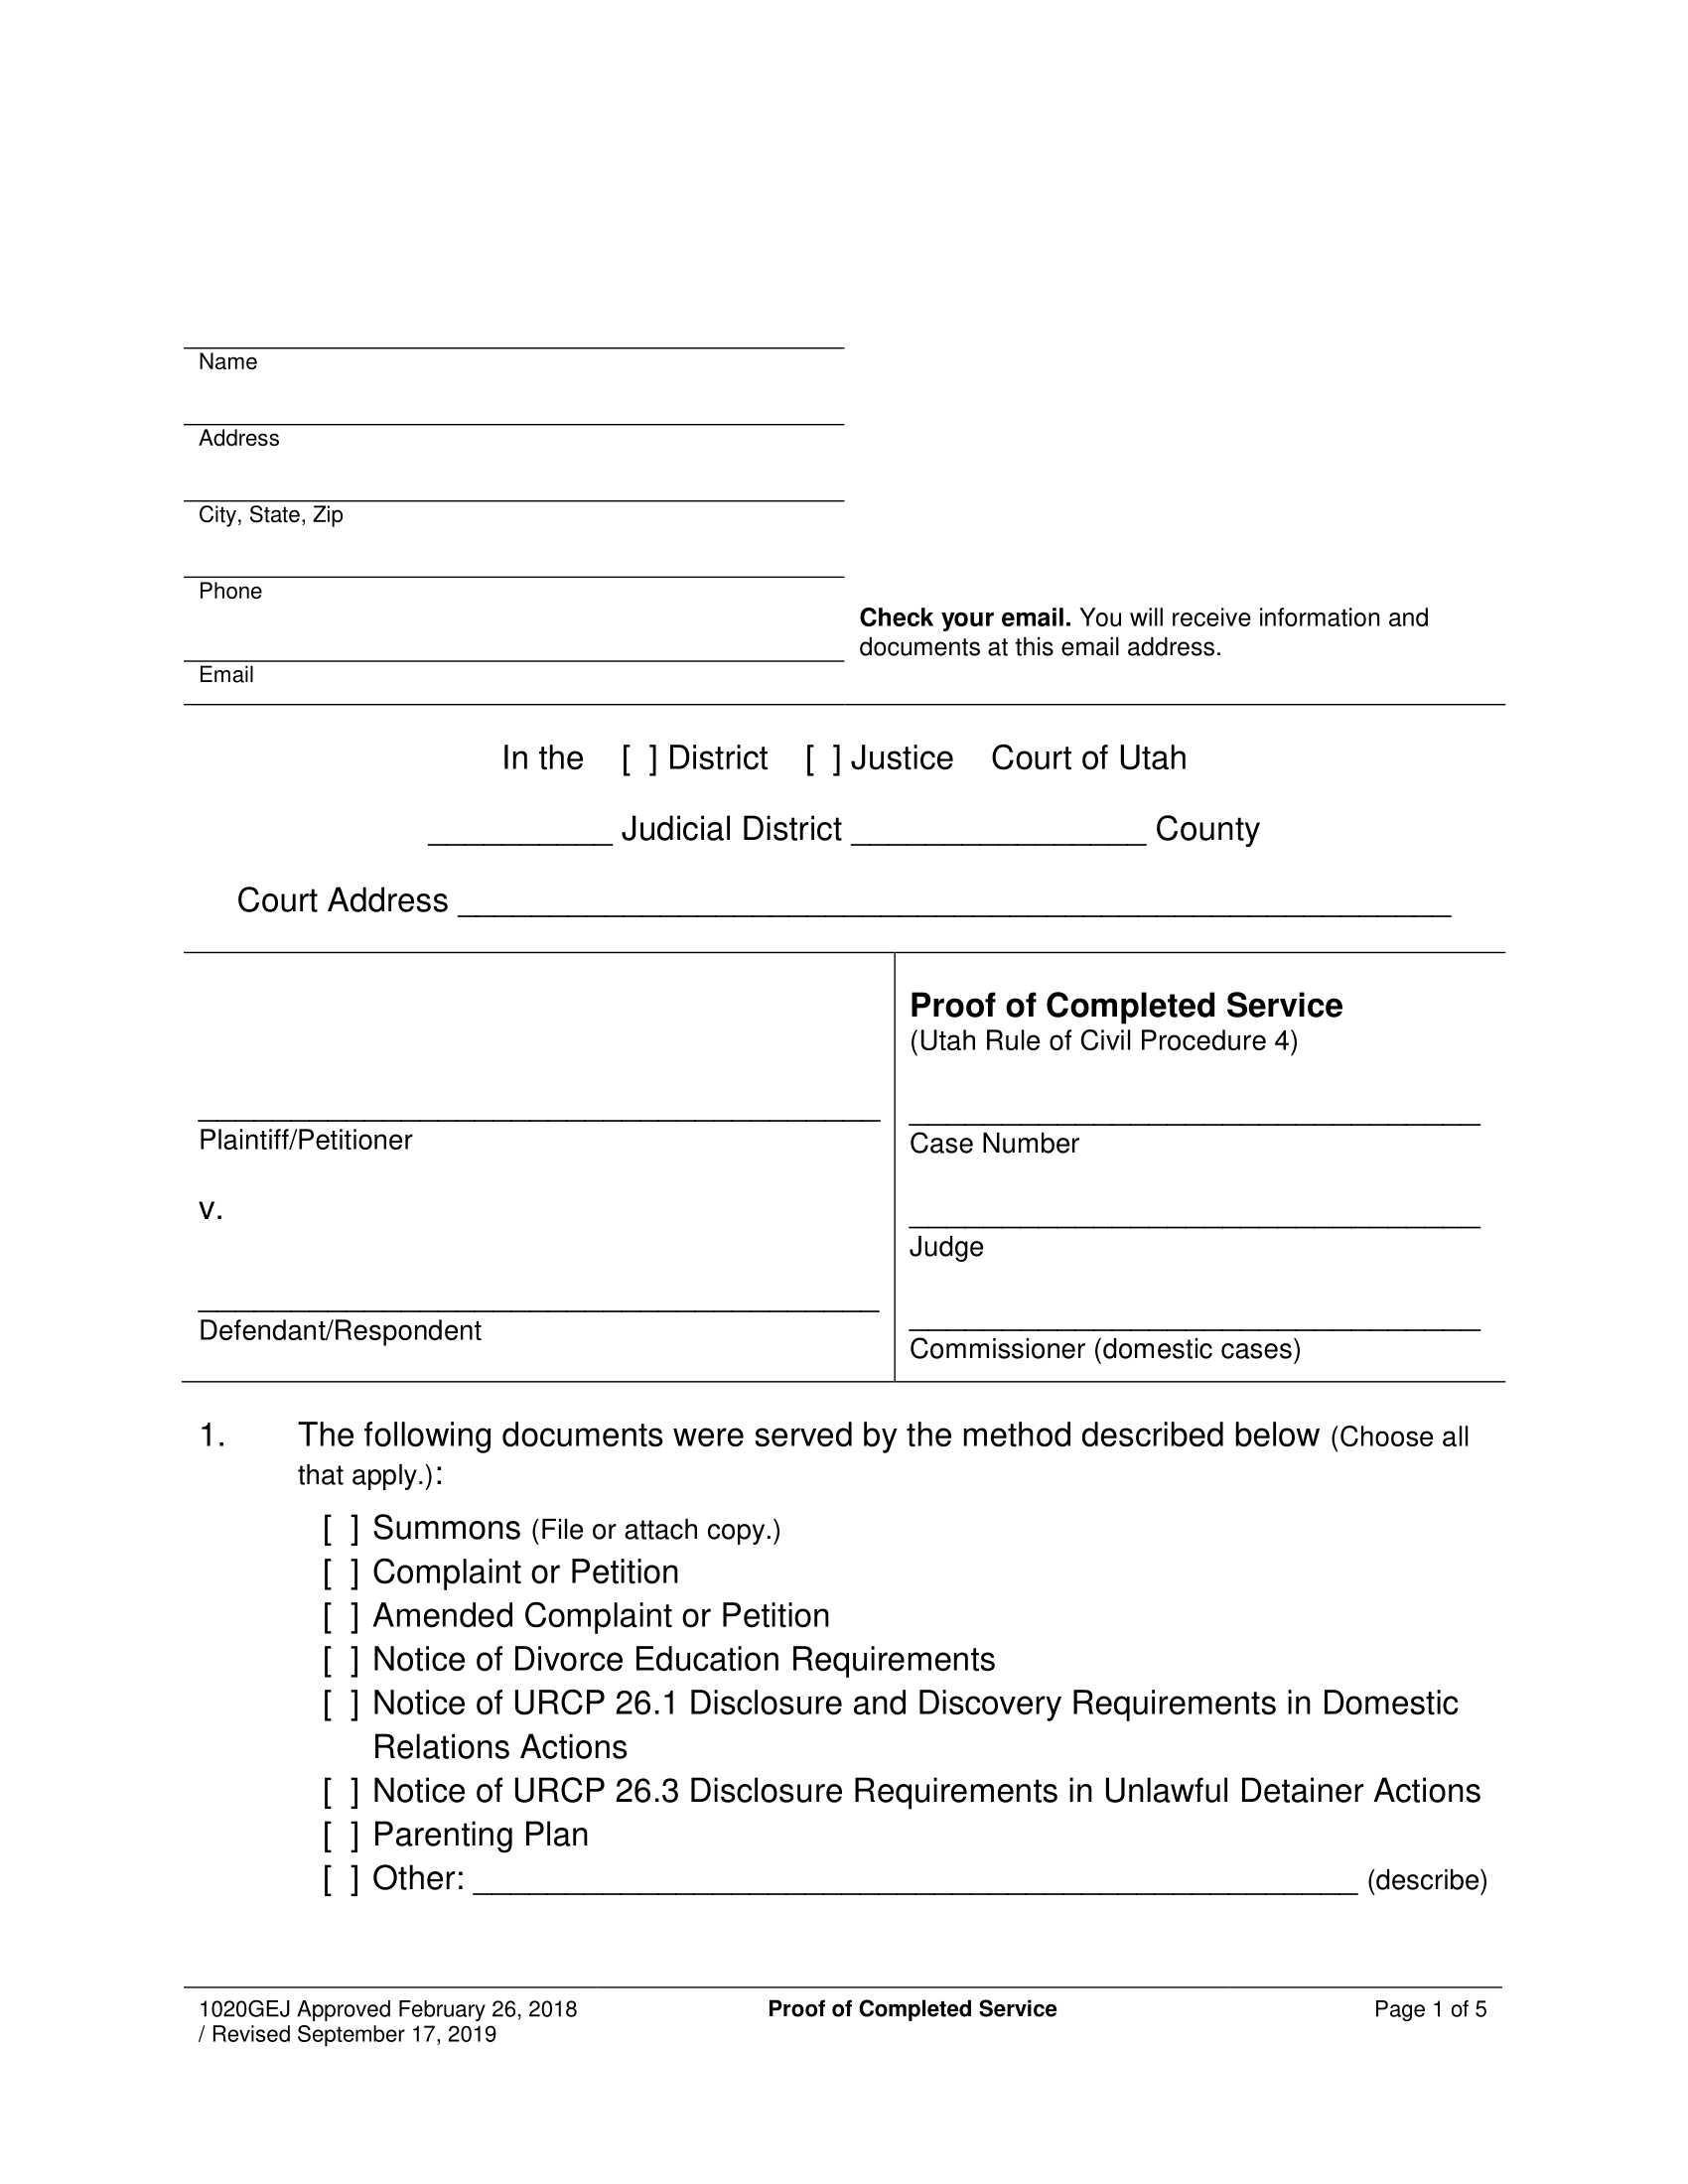 Name
Address
City, State, Zip
Phone
Check your email. You will receive information and
documents at this email address.
Email
In the [ ] District [ ] Justice Court of Utah
__________ Judicial District ________________ County
Court Address ______________________________________________________
Proof of Completed Service
(Utah Rule of Civil Procedure 4)
_____________________________________
Plaintiff/Petitioner
_______________________________
Case Number
v.
_______________________________
Judge
_____________________________________
Defendant/Respondent
_______________________________
Commissioner (domestic cases)
1. The following documents were served by the method described below (Choose all
that apply.):
[ ] Summons (File or attach copy.)
[ ] Complaint or Petition
[ ] Amended Complaint or Petition
[ ] Notice of Divorce Education Requirements
[ ] Notice of URCP 26.1 Disclosure and Discovery Requirements in Domestic
Relations Actions
[ ] Notice of URCP 26.3 Disclosure Requirements in Unlawful Detainer Actions
[ ] Parenting Plan
[ ] Other: ________________________________________________ (describe)
1020GEJ Approved February 26, 2018 Proof of Completed Service Page 1 of 5
/ Revised September 17, 2019